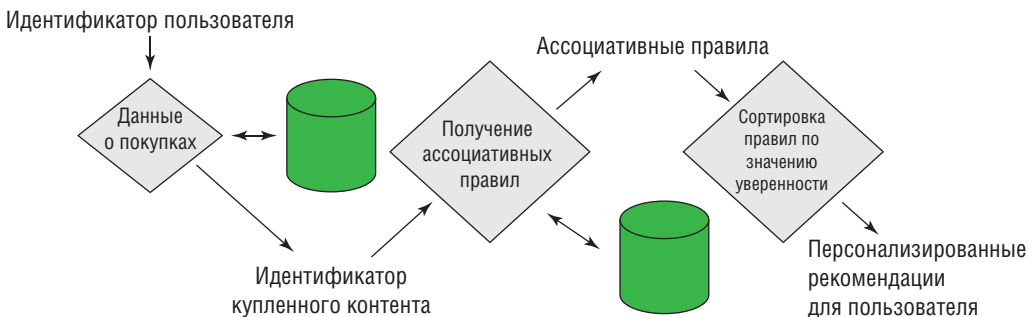 Идентификатор пользователя
Данные
о покупках
Идентификатор
купленного контента
Получение
ассоциативных
правил
Ассоциативные правила
Сортировка
правил по
значению
уверенности
Персонализированные
рекомендации
для пользователя